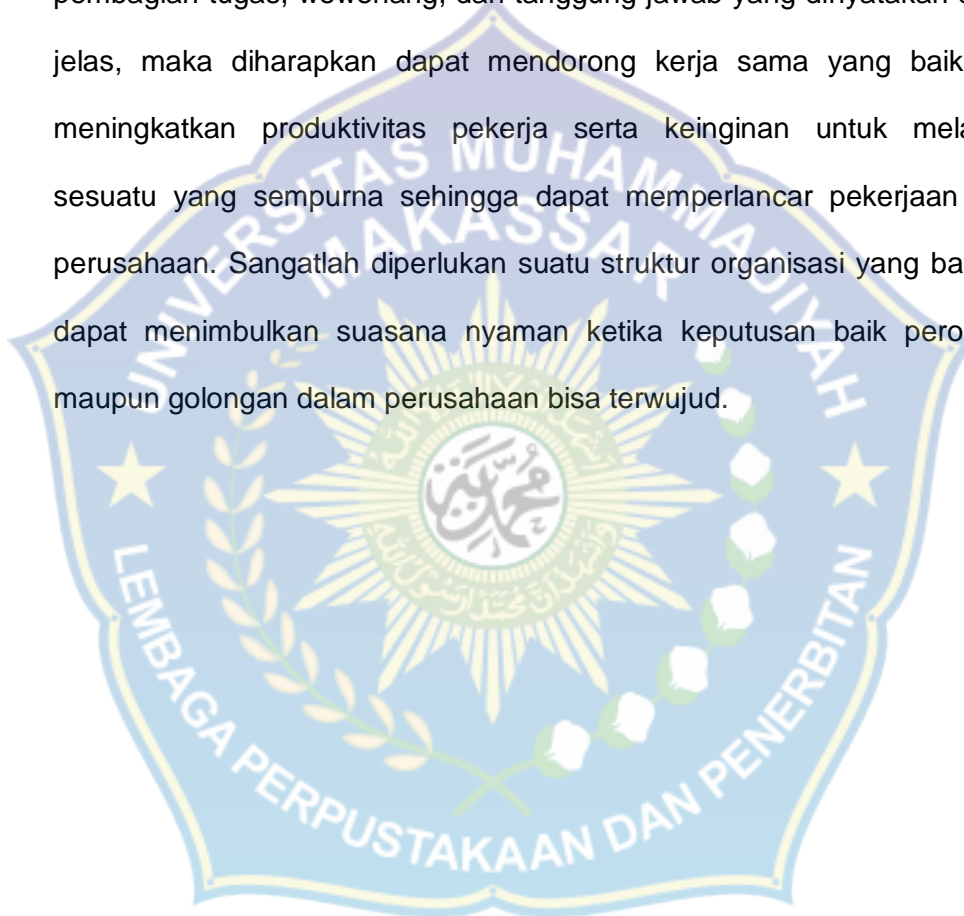 pembagian tugas, wewenang, dan tanggung jawab yang dinyatakan
jelas, maka diharapkan dapat mendorong kerja sama yang baik
meningkatkan produktivitas pekerja serta keinginan untuk
sesuatu yang sempurna sehingga dapat memperlancar pekerjaan
perusahaan. Sangatlah diperlukan suatu struktur organisasi yang
dapat menimbulkan suasana nyaman ketika keputusan baik
maupun golongan dalam perusahaan bisa terwujud.
UNIVERSITAS MUHAMMADIYAH
MAKASSAR
LEMBAGA PERPUSTAKAAN DAN PENERBITAN